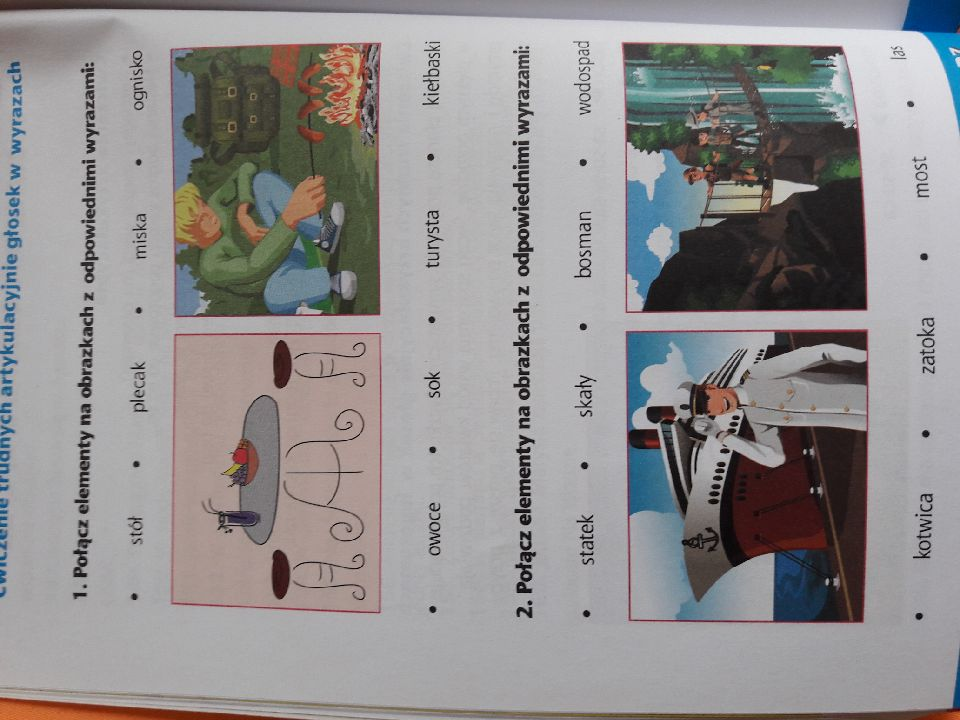 ćwiczenie trudnych artykulacyjnie głosek w wyrazach
1. Połącz elementy na obrazkach z odpowiednimi wyrazami:
• stół • plecak • miska • ognisko
• owoce • sok • turysta • kiełbaski
2. Połącz elementy na obrazkach z odpowiednimi wyrazami:
• statek • skały • bosman • wodospad
• kotwica • zatoka • most • las